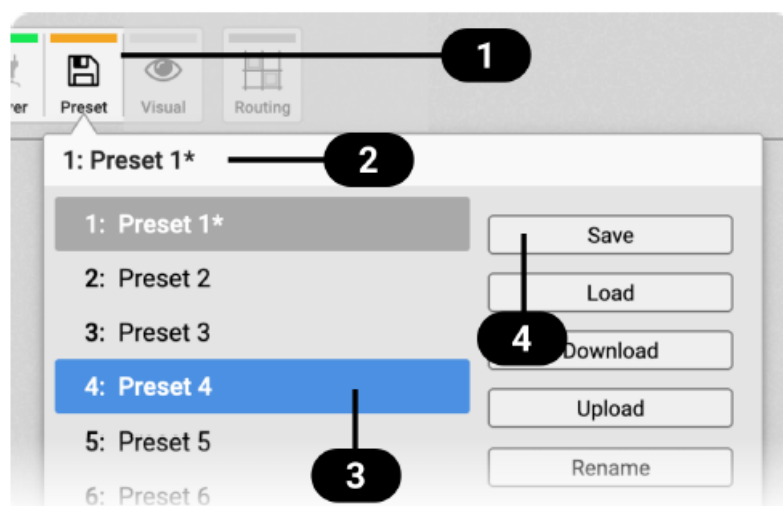 1
ver Preset Visual Routing
1: Preset 1*
2
1: Preset 1*
2: Preset 2
3: Preset 3
4: Preset 4
5: Preset 5
6: Preset 6
3
Save
Load
4
Download
Upload
Rename